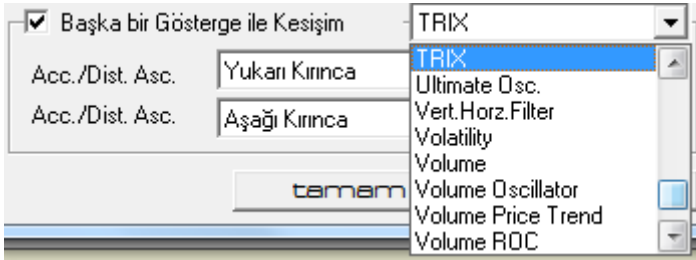 Başka bir Gösterge ile Kesişim
TRIX
Acc./Dist. Asc.
Yukarı Kırınca
Acc./Dist. Asc.
Aşağı Kırınca
tamam
TRIX
Ultimate Osc.
Vert.Horz.Filter
Volatility
Volume
Volume Oscillator
Volume Price Trend
Volume ROC